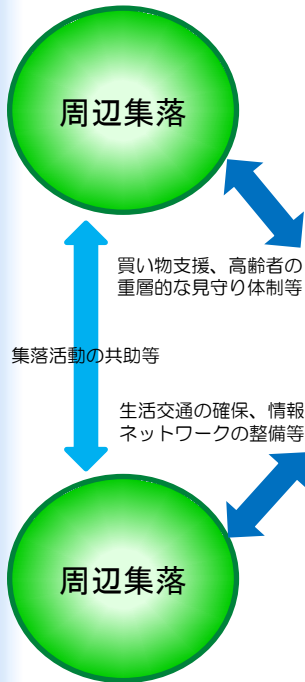 周辺集落
買い物支援、高齢者の
重層的な見守り体制等
集落活動の共助等
生活交通の確保、情報
ネットワークの整備等
周辺集落